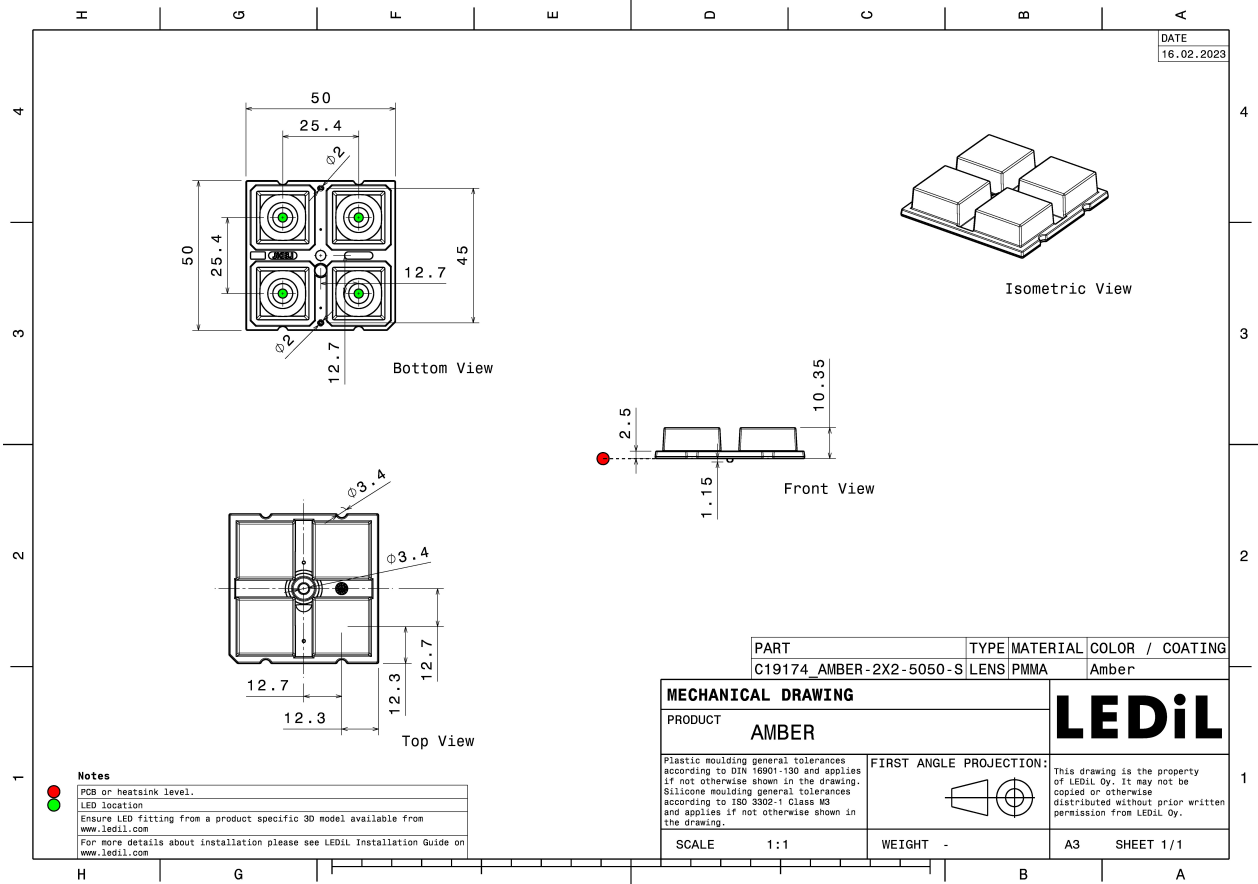 H G F E D C B A
DATE
16.02.2023
4
4
50
25.4
⌀2
50
25.4
45
12.7
⌀2
12.7
Bottom View
Isometric View
3
3
10.35
2.5
1.15
Front View
⌀3.4
⌀3.4
2
2
12.7
12.3
12.7
12.3
Top View
PART TYPE MATERIAL COLOR / COATING
C19174_AMBER-2X2-5050-S LENS PMMA Amber
MECHANICAL DRAWING
PRODUCT
AMBER
LEDiL
Plastic moulding general tolerances
according to DIN 16901-130 and applies
if not otherwise shown in the drawing.
Silicone moulding general tolerances
according to ISO 3302-1 Class M3
and applies if not otherwise shown in
the drawing.
FIRST ANGLE PROJECTION:
This drawing is the property
of LEDiL Oy. It may not be
copied or otherwise
distributed without prior written
permission from LEDiL Oy.
SCALE 1:1 WEIGHT - A3 SHEET 1/1
1
1
Notes
PCB or heatsink level.
LED location
Ensure LED fitting from a product specific 3D model available from
www.ledil.com
For more details about installation please see LEDiL Installation Guide on
www.ledil.com
H G B A